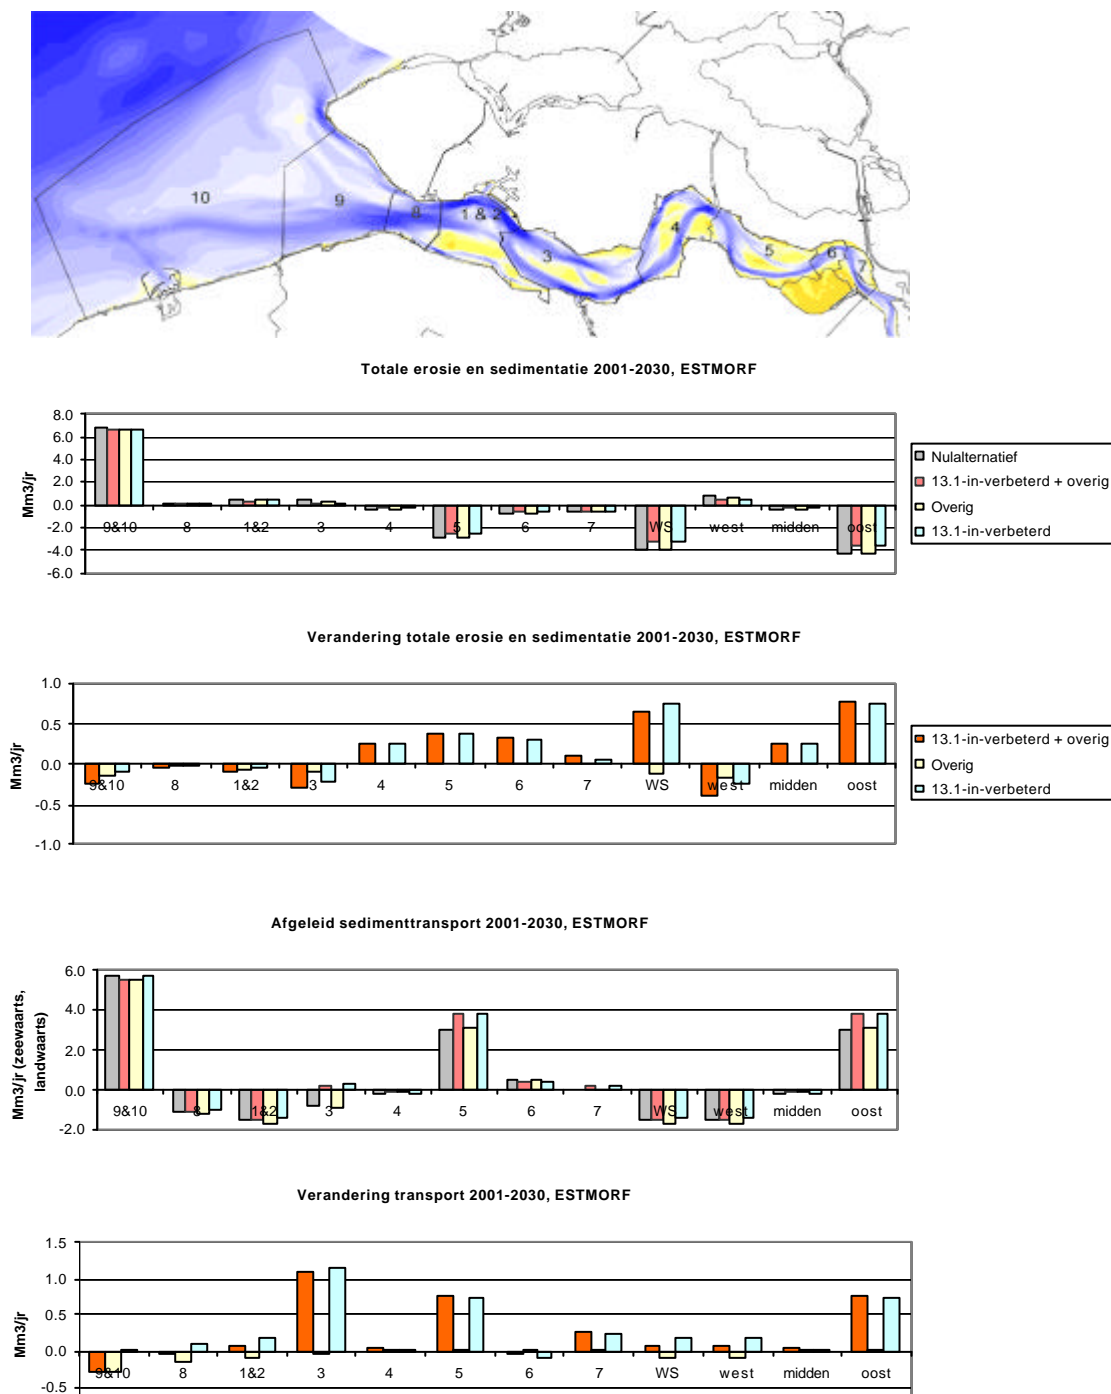 10
9
8
1 & 2
3
4
5
6
7
Totale erosie en sedimentatie 2001-2030, ESTMORF
8.0
6.0
4.0
2.0
0.0
-2.0
-4.0
-6.0
Mm3/jr
9&10 8 1&2 3 4 5 6 7 WS west midden oost
Nulalternatief
13.1-in-verbeterd + overig
Overig
13.1-in-verbeterd
Verandering totale erosie en sedimentatie 2001-2030, ESTMORF
1.0
0.5
0.0
-0.5
-1.0
Mm3/jr
9&10 8 1&2 3 4 5 6 7 WS west midden oost
13.1-in-verbeterd + overig
Overig
13.1-in-verbeterd
Afgeleid sedimenttransport 2001-2030, ESTMORF
6.0
4.0
2.0
0.0
-2.0
Mm3/jr (zeewaarts,
landwaarts)
9&10 8 1&2 3 4 5 6 7 WS west midden oost
Verandering transport 2001-2030, ESTMORF
1.5
1.0
0.5
0.0
-0.5
Mm3/jr
9&10 8 1&2 3 4 5 6 7 WS west midden oost